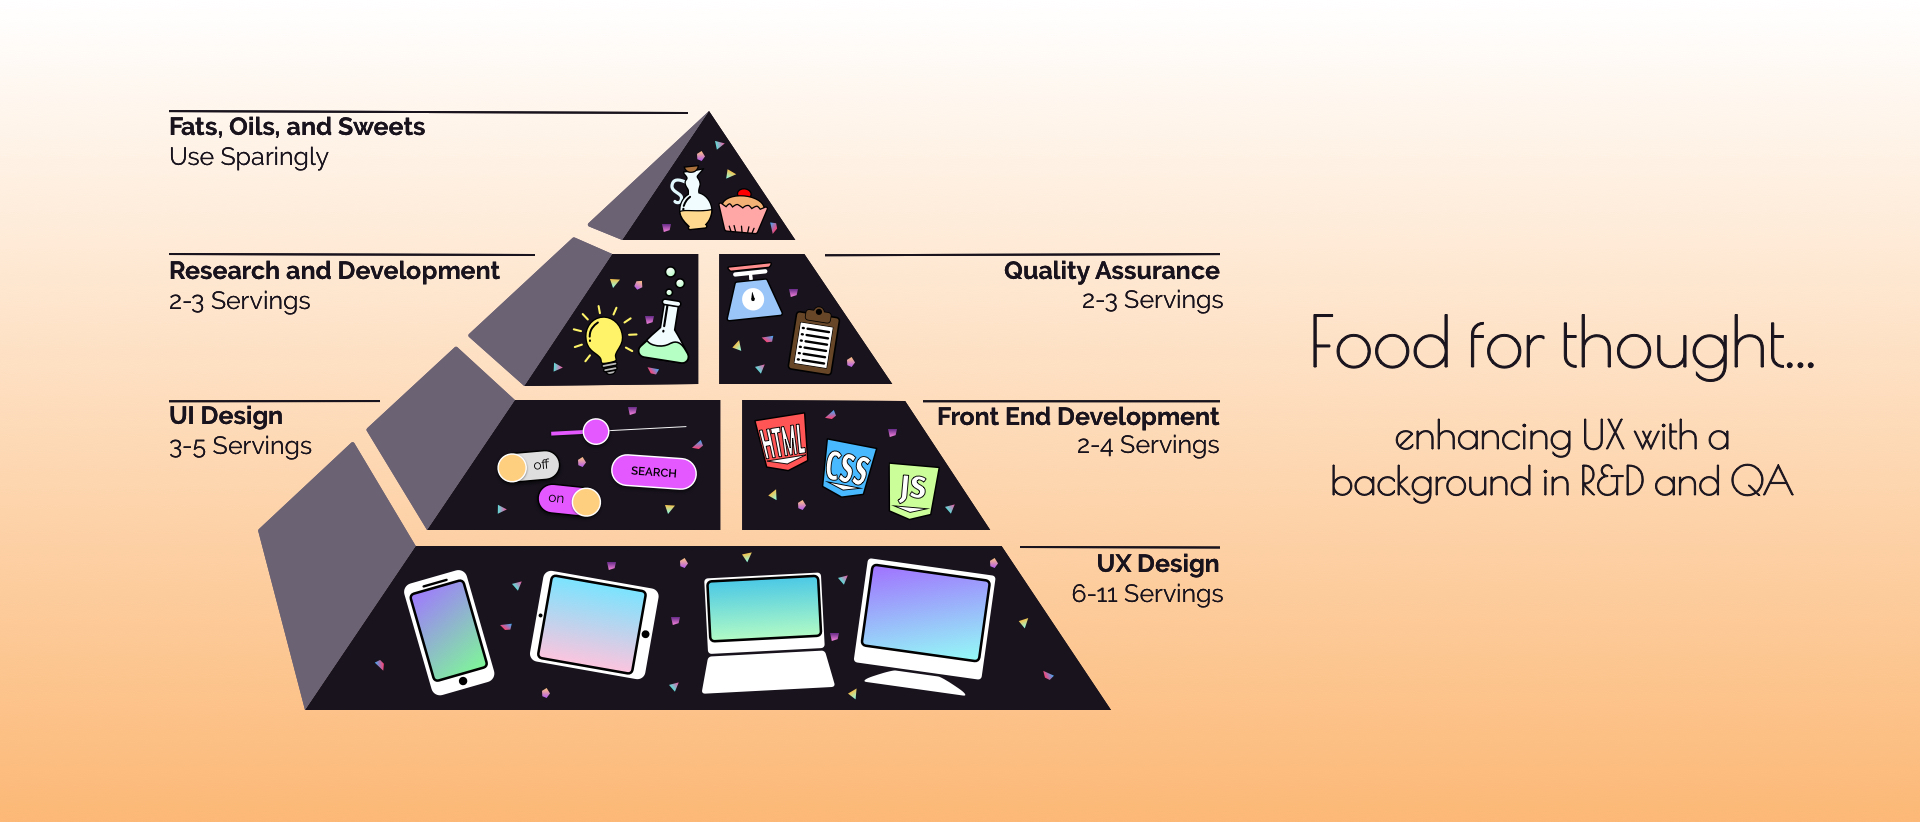 Fats, Oils, and Sweets
Use Sparingly
Research and Development
2-3 Servings
Quality Assurance
2-3 Servings
UI Design
3-5 Servings
off
on
SEARCH
HTML
CSS
JS
Front End Development
2-4 Servings
UX Design
6-11 Servings
Food for thought...
enhancing UX with a
background in R&D and QA